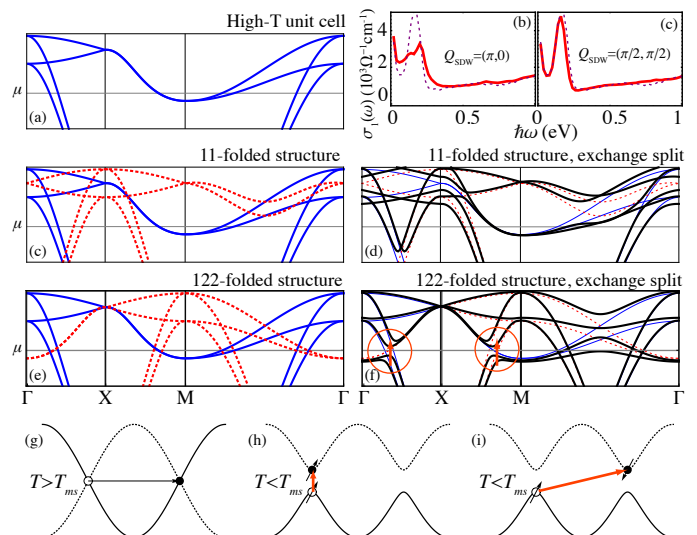 High-T unit cell
μ
(a)
σ₁(ω) (10³Ω⁻¹cm⁻¹)
4
2
0
(b)
Q_SDW=(π,0)
(c)
Q_SDW=(π/2, π/2)
0
0.5
0
0.5
1
ħω (eV)
11-folded structure
μ
(c)
11-folded structure, exchange split
(d)
122-folded structure
μ
(e)
122-folded structure, exchange split
(f)
Γ X M Γ
Γ X M Γ
(g)
T>T_ms
(h)
T<T_ms
(i)
T<T_ms